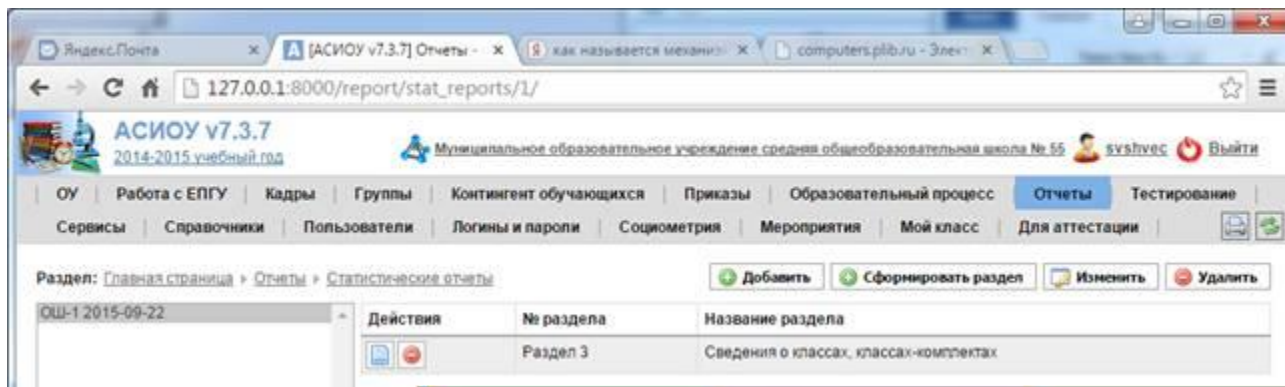 Яндекс.Почта [АСИОУ v7.3.7] Отчеты - как называется механиз computers.plib.ru - Элек
127.0.0.1:8000/report/stat_reports/1/
АСИОУ v7.3.7
2014-2015 учебный год Муниципальное образовательное учреждение средняя общеобразовательная школа № 55 svshvec Выйти
ОУ Работа с ЕПГУ Кадры Группы Контингент обучающихся Приказы Образовательный процесс Отчеты Тестирование
Сервисы Справочники Пользователи Логины и пароли Социометрия Мероприятия Мой класс Для аттестации
Раздел: Главная страница Отчеты Статистические отчеты Добавить Сформировать раздел Изменить Удалить
ОШ-1 2015-09-22
Действия № раздела Название раздела
Раздел 3 Сведения о классах, классах-комплектах